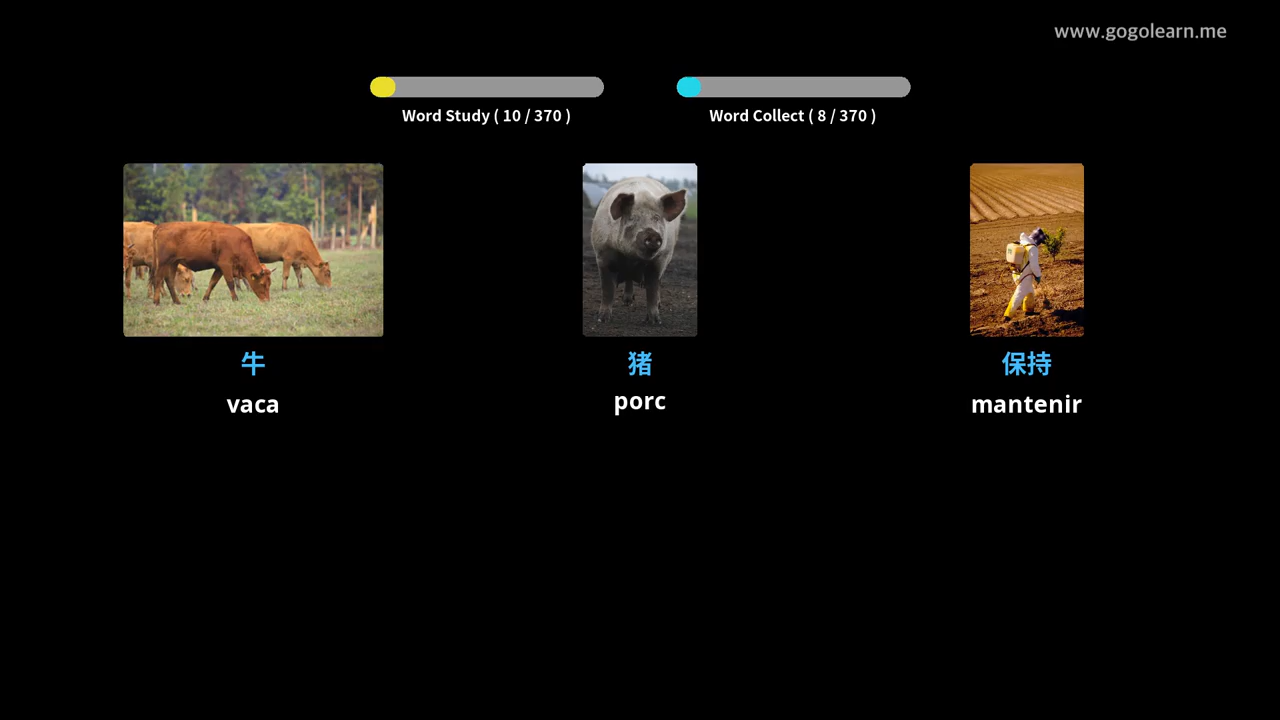 www.gogolearn.me
Word Study ( 10 / 370 )
Word Collect ( 8 / 370 )
牛
猪
保持
vaca
porc
mantenir